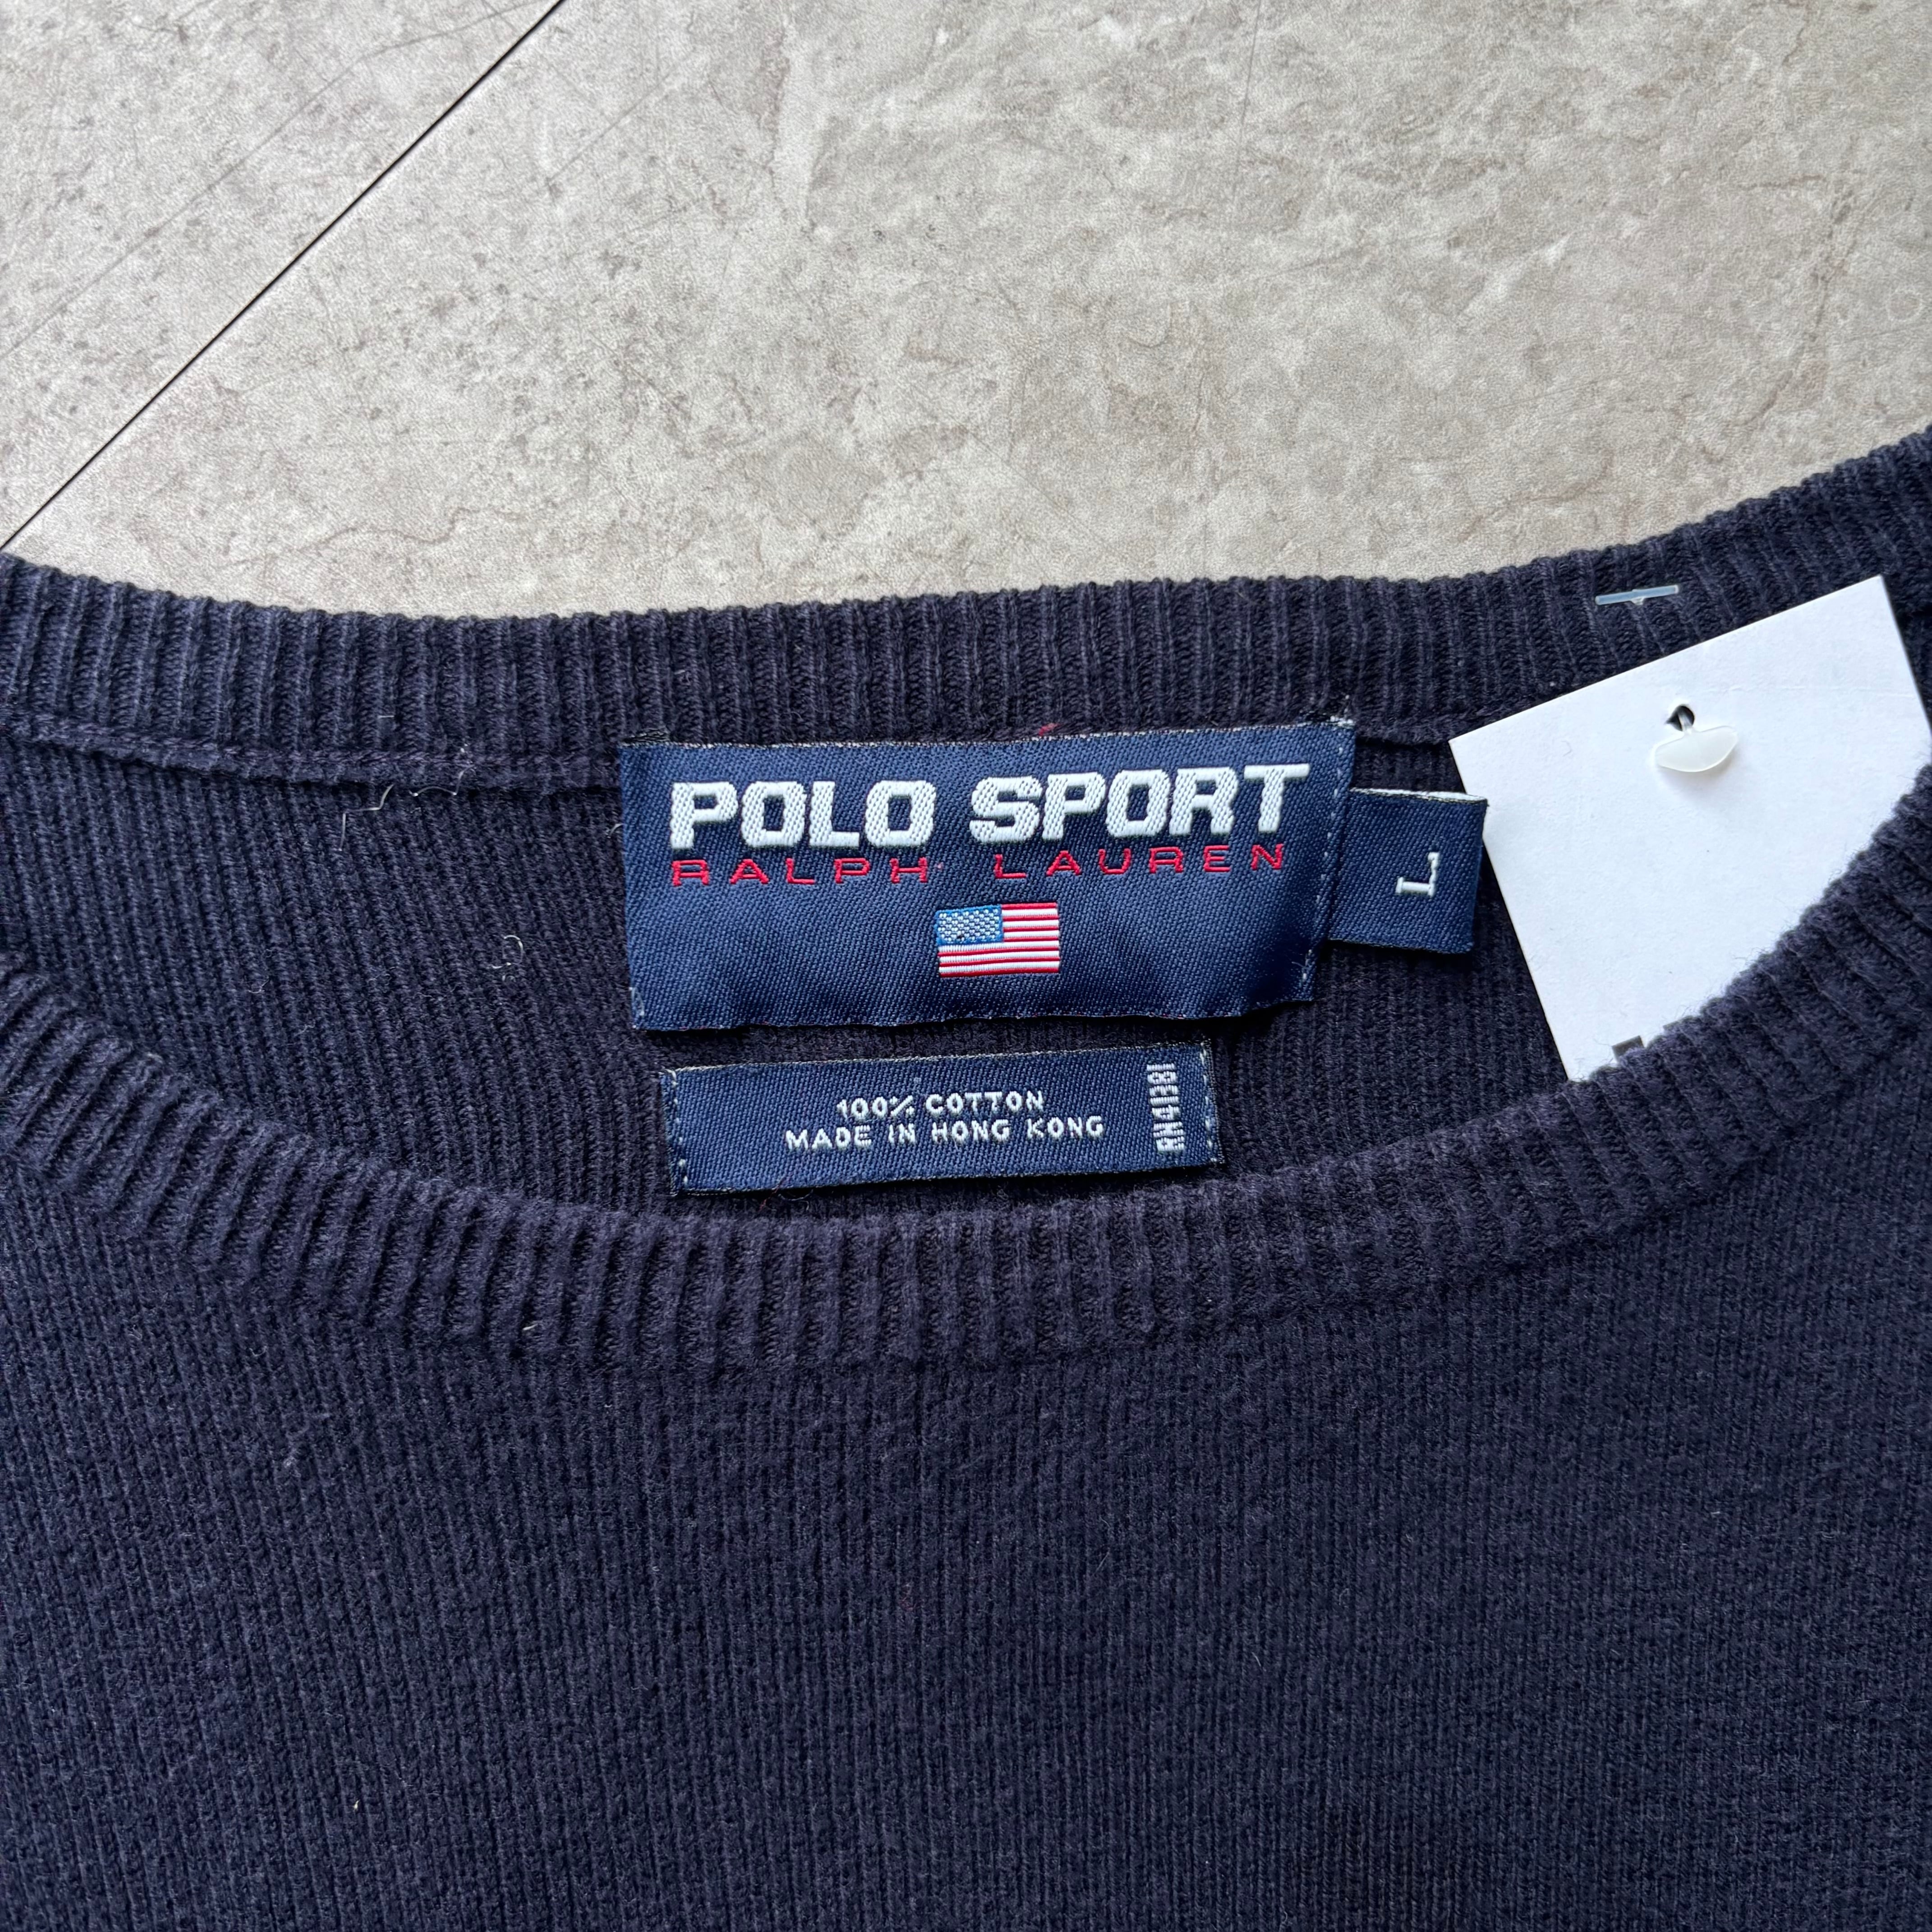 POLO SPORT
RALPH LAUREN
L
100% COTTON
MADE IN HONG KONG
RN41381